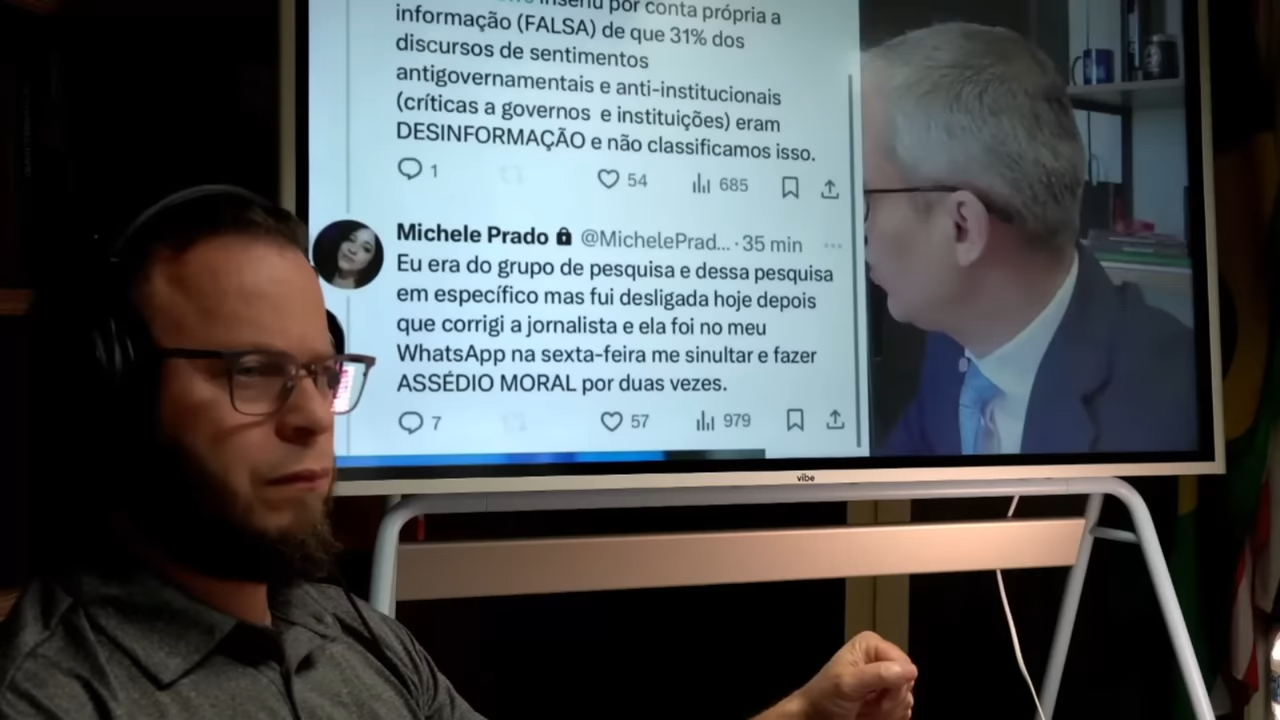 por conta própria a
informação (FALSA) de que 31% dos
discursos de sentimentos
antigovernamentais e anti-institucionais
(críticas a governos e instituições) eram
DESINFORMAÇÃO e não classificamos isso.
1 54 685
Michele Prado @MichelePrad... · 35 min
Eu era do grupo de pesquisa e dessa pesquisa
em específico mas fui desligada hoje depois
que corrigi a jornalista e ela foi no meu
WhatsApp na sexta-feira me sinultar e fazer
ASSÉDIO MORAL por duas vezes.
7 57 979
vibe